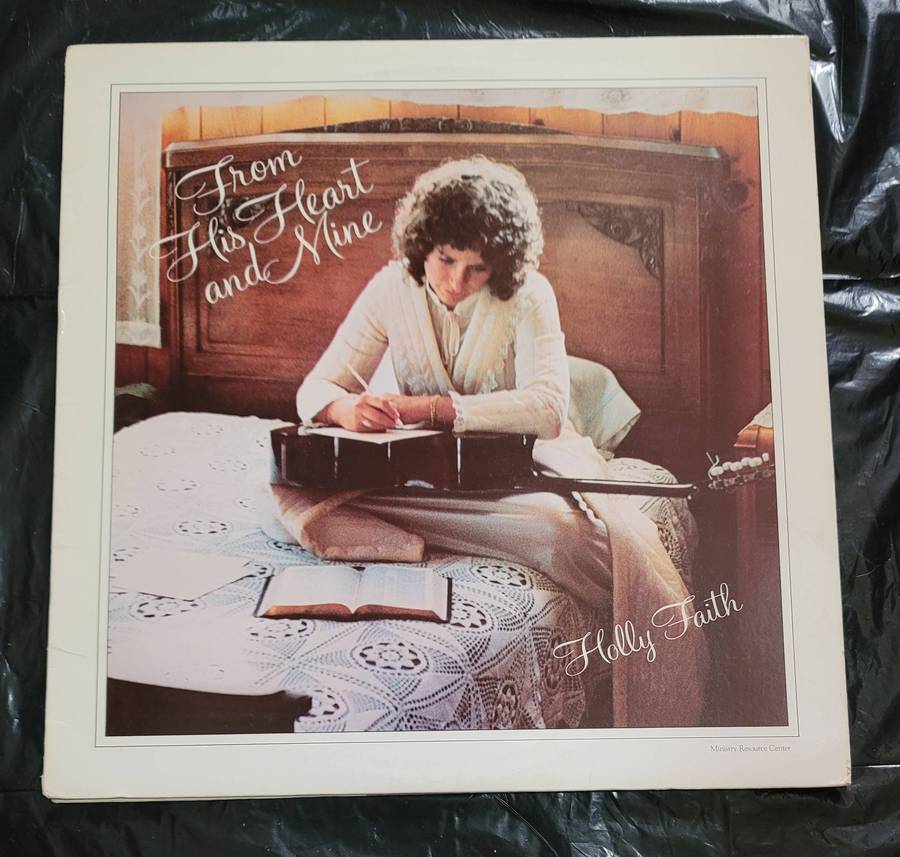 From
His Heart
and Mine
Holly Faith
Ministry Resource Center